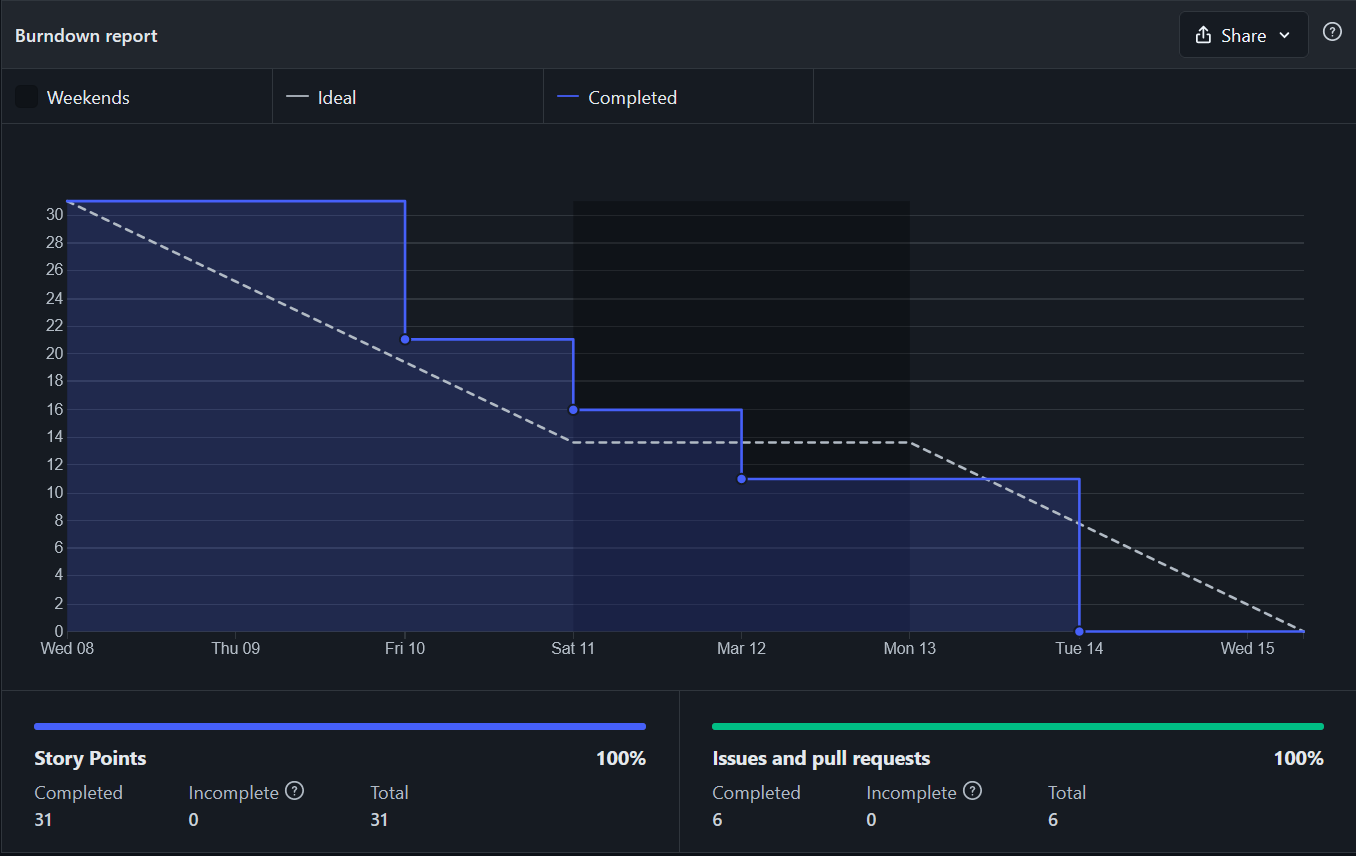 Burndown report
Share
Weekends
Ideal
Completed
30
28
26
24
22
20
18
16
14
12
10
8
6
4
2
0
Wed 08 Thu 09 Fri 10 Sat 11 Mar 12 Mon 13 Tue 14 Wed 15
Story Points 100%
Completed Incomplete ? Total
31 0 31
Issues and pull requests 100%
Completed Incomplete ? Total
6 0 6